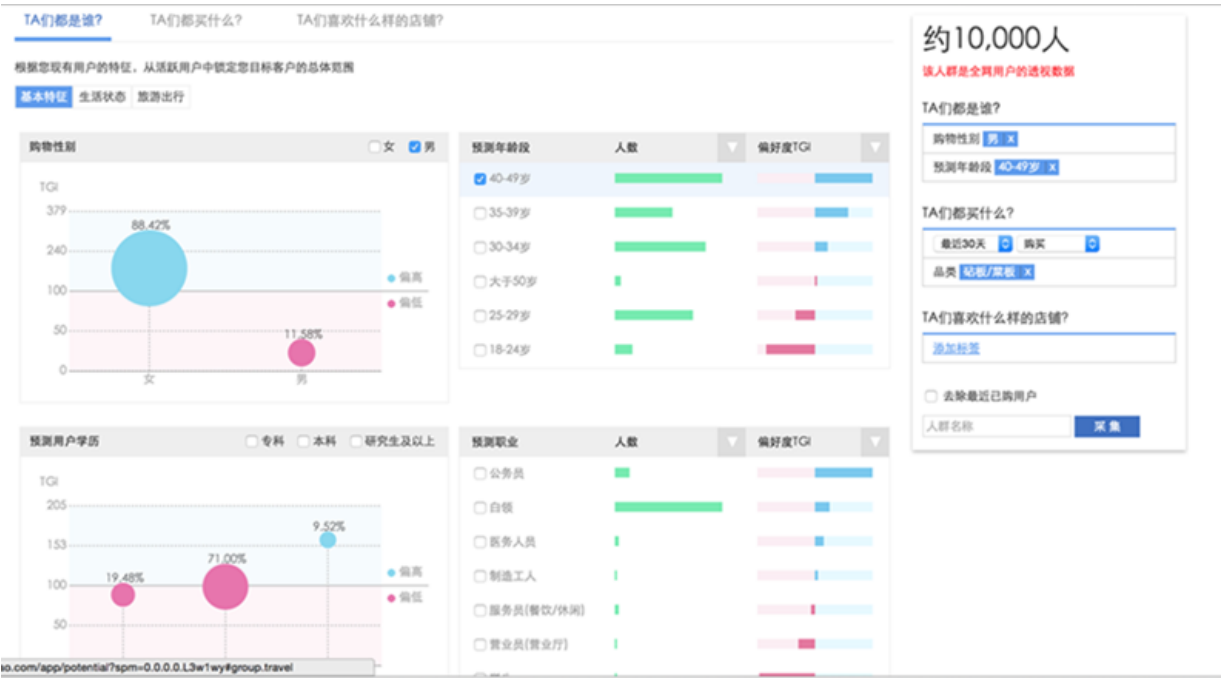 TA们都是谁? TA们都买什么? TA们喜欢什么样的店铺?
根据您现有用户的特征，从活跃用户中锁定您目标客户的总体范围
基本特征 生活状态 旅游出行
购物性别 女 男
TGI
379
88.42%
240
偏高
100
偏低
50
11.58%
0
女 男
预测年龄段 人数 偏好度TGI
40-49岁
35-39岁
30-34岁
大于50岁
25-29岁
18-24岁
预测用户学历 专科 本科 研究生及以上
TGI
205
9.52%
153
71.00%
19.48%
偏高
100
偏低
50
预测职业 人数 偏好度TGI
公务员
白领
医务人员
制造工人
服务员(餐饮/休闲)
营业员(营业厅)
ao.com/app/potential?spm=0.0.0.0.L3w1wy#group.travel
约10,000人
该人群是全网用户的透视数据
TA们都是谁?
购物性别 男 X
预测年龄段 40-49岁 X
TA们都买什么?
最近30天 购买
品类 砧板/菜板 X
TA们喜欢什么样的店铺?
添加标签
去除最近已购用户
人群名称 采集